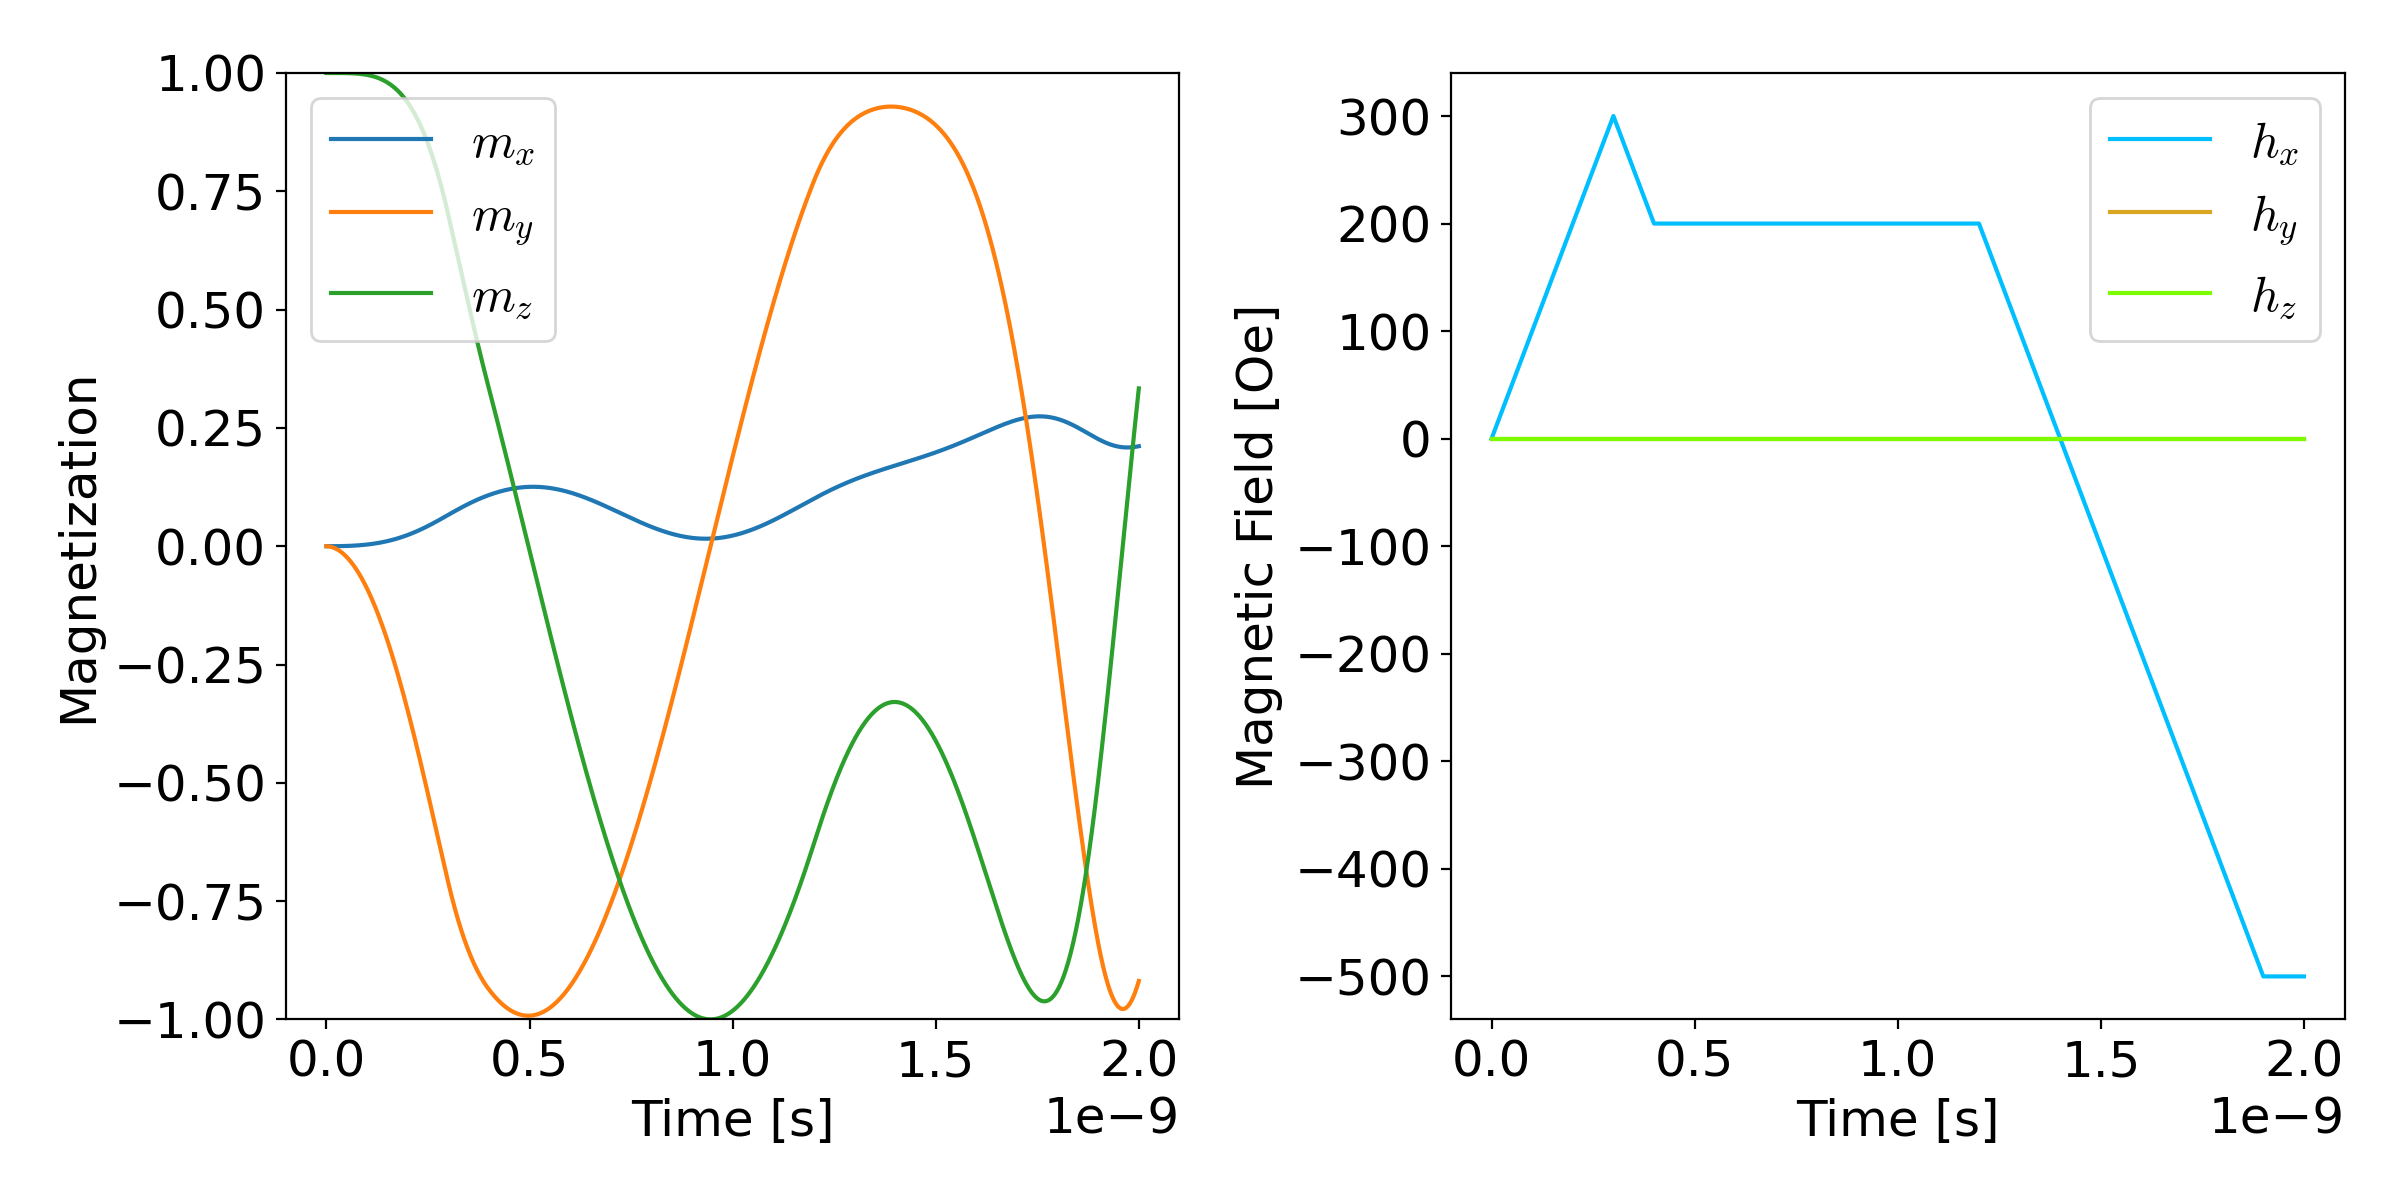 Magnetization
1.00
0.75
0.50
0.25
0.00
−0.25
−0.50
−0.75
−1.00
m_x
m_y
m_z
0.0 0.5 1.0 1.5 2.0
Time [s]
1e−9
Magnetic Field [Oe]
300
200
100
0
−100
−200
−300
−400
−500
h_x
h_y
h_z
0.0 0.5 1.0 1.5 2.0
Time [s]
1e−9